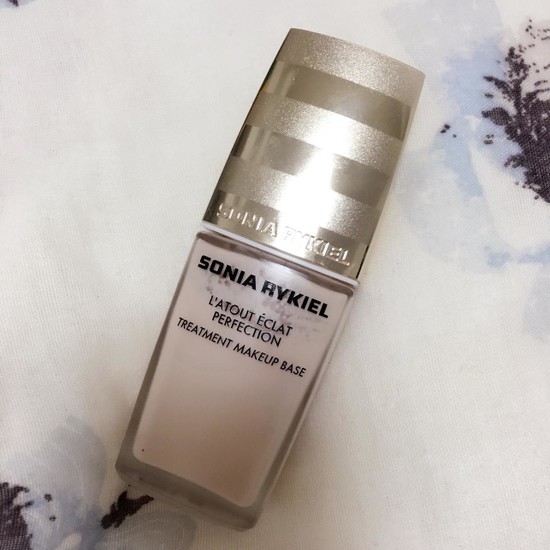 SONIA RYKIEL
SONIA RYKIEL
L'ATOUT ÉCLAT
PERFECTION
TREATMENT MAKEUP BASE